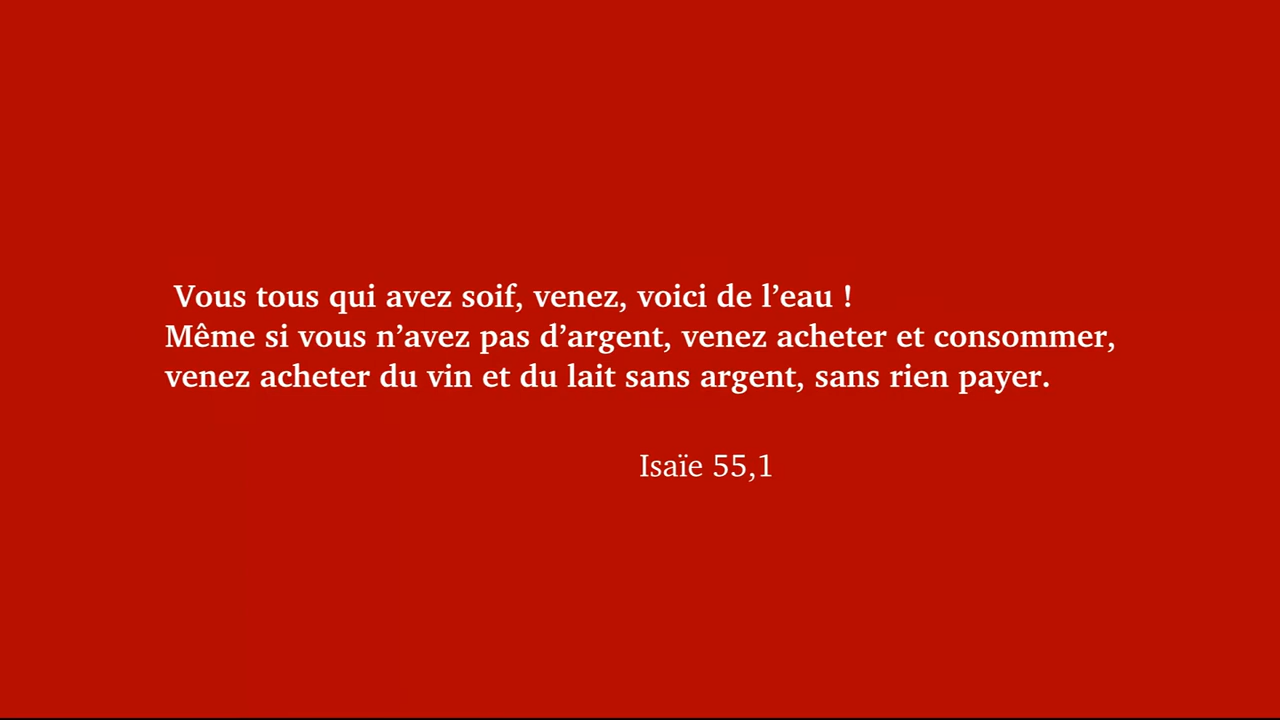 Vous tous qui avez soif, venez, voici de l’eau !
Même si vous n’avez pas d’argent, venez acheter et consommer,
venez acheter du vin et du lait sans argent, sans rien payer.
Isaïe 55,1